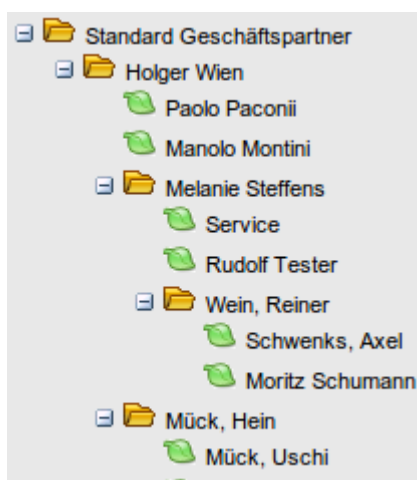 Standard Geschäftspartner
Holger Wien
Paolo Paconii
Manolo Montini
Melanie Steffens
Service
Rudolf Tester
Wein, Reiner
Schwenks, Axel
Moritz Schumann
Mück, Hein
Mück, Uschi